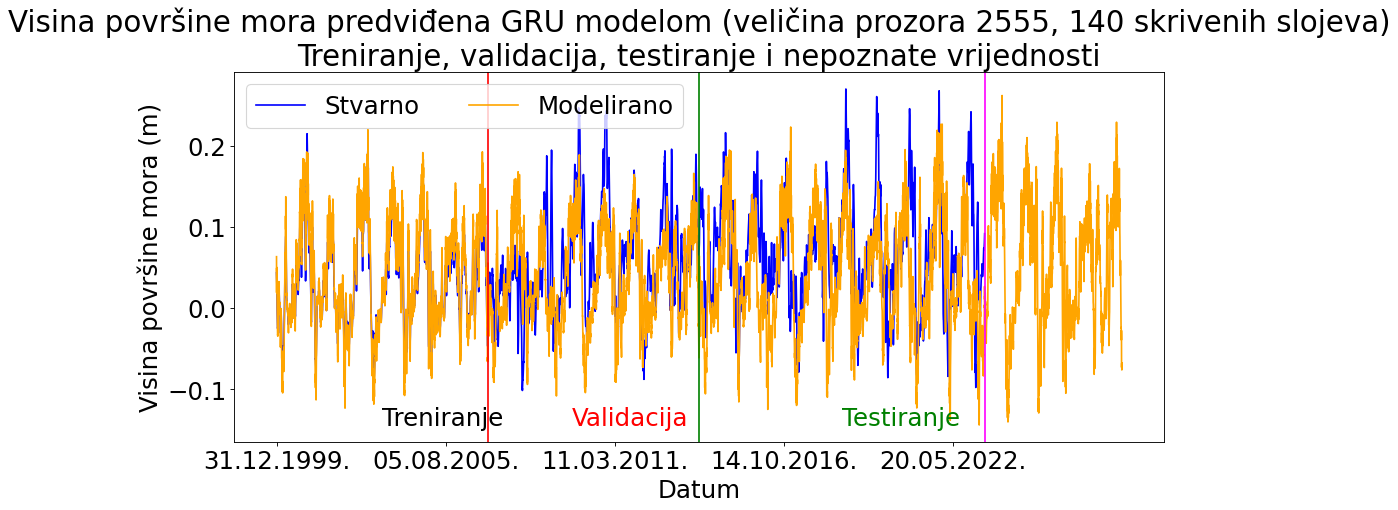 Visina površine mora predviđena GRU modelom (veličina prozora 2555, 140 skrivenih slojeva)
Treniranje, validacija, testiranje i nepoznate vrijednosti
Stvarno
Modelirano
Visina površine mora (m)
0.2
0.1
0.0
−0.1
Treniranje
Validacija
Testiranje
31.12.1999.
05.08.2005.
11.03.2011.
14.10.2016.
20.05.2022.
Datum